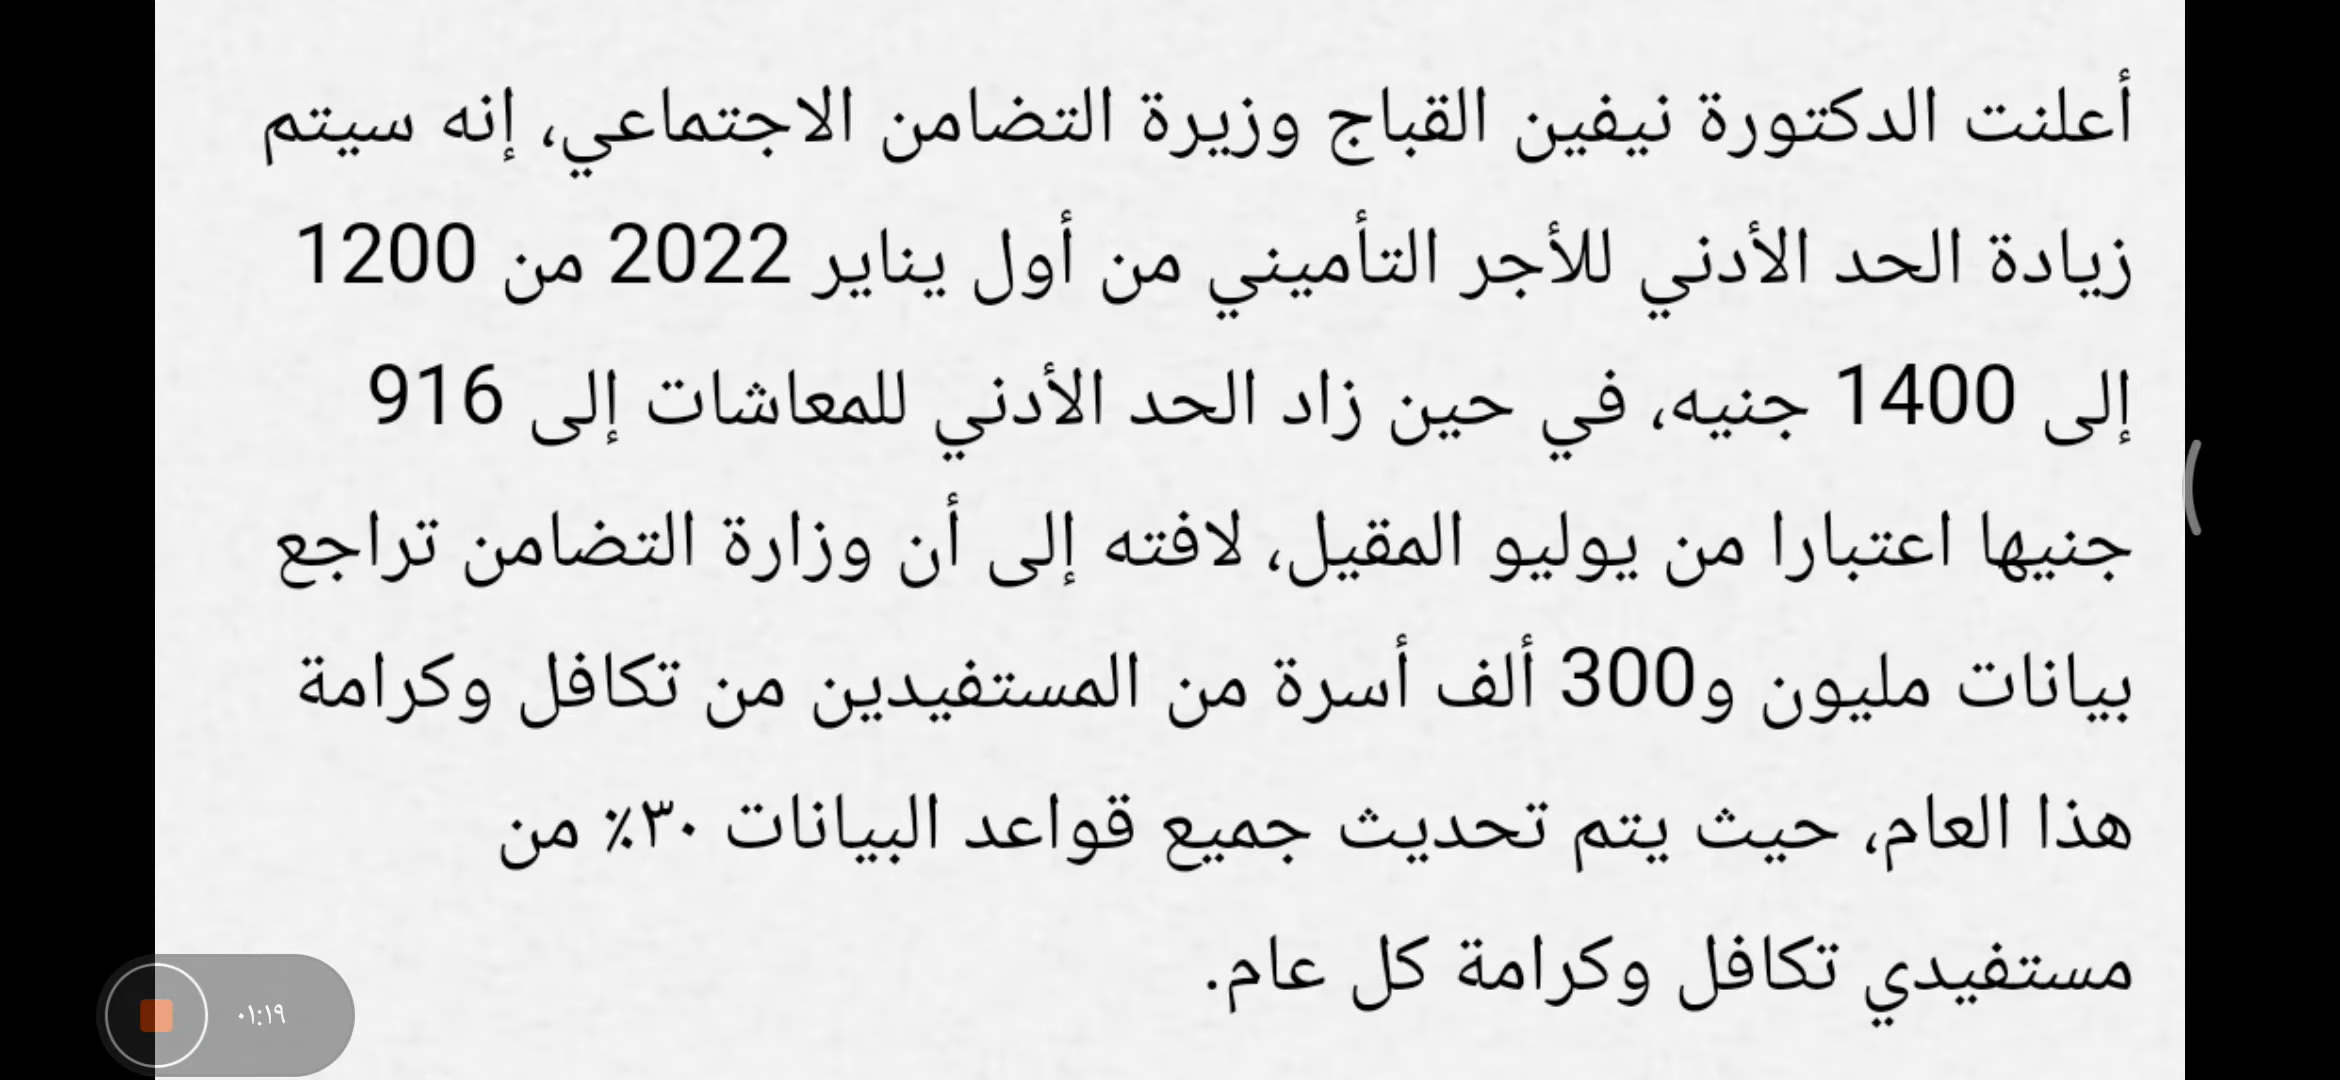 أعلنت الدكتورة نيفين القباج وزيرة التضامن الاجتماعي، إنه سيتم
زيادة الحد الأدني للأجر التأميني من أول يناير 2022 من 1200
إلى 1400 جنيه، في حين زاد الحد الأدني للمعاشات إلى 916
جنيها اعتبارا من يوليو المقيل، لافته إلى أن وزارة التضامن تراجع
بيانات مليون و300 ألف أسرة من المستفيدين من تكافل وكرامة
هذا العام، حيث يتم تحديث جميع قواعد البيانات ٣٠٪ من
مستفيدي تكافل وكرامة كل عام.
٠١:١٩